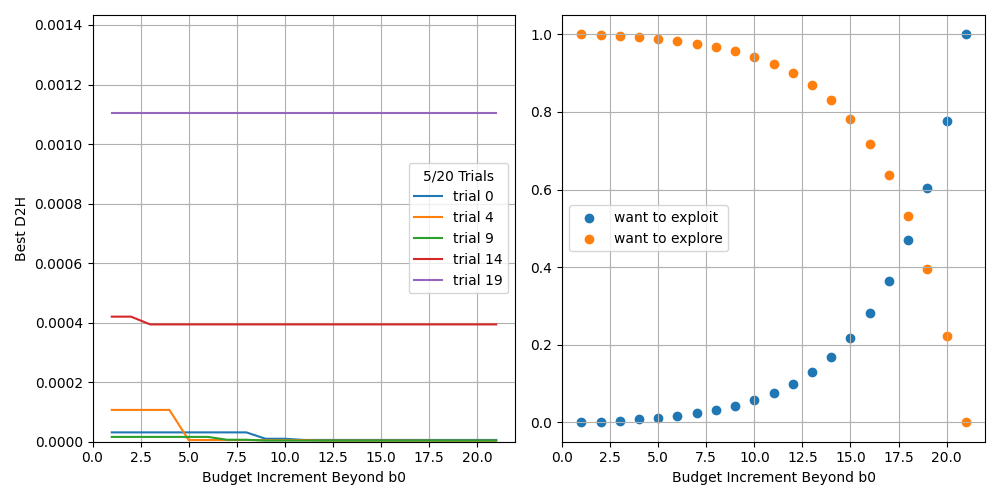 0.0014
0.0012
0.0010
0.0008
0.0006
0.0004
0.0002
0.0000
Best D2H
0.0 2.5 5.0 7.5 10.0 12.5 15.0 17.5 20.0
Budget Increment Beyond b0
5/20 Trials
trial 0
trial 4
trial 9
trial 14
trial 19
1.0
0.8
0.6
0.4
0.2
0.0
want to exploit
want to explore
0.0 2.5 5.0 7.5 10.0 12.5 15.0 17.5 20.0
Budget Increment Beyond b0